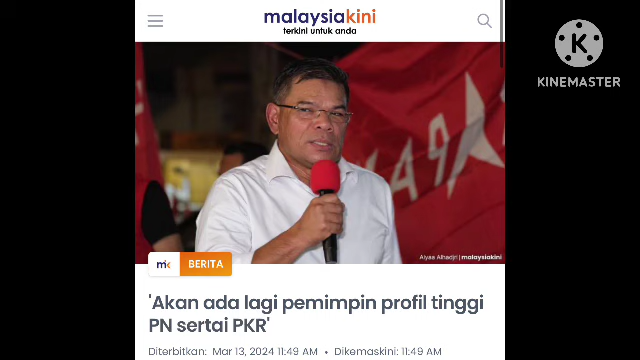 malaysiakini
terkini untuk anda
K
KINEMASTER
Alyaa Alhadjri | malaysiakini
mk BERITA
'Akan ada lagi pemimpin profil tinggi
PN sertai PKR'
Diterbitkan: Mar 13, 2024 11:49 AM • Dikemaskini: 11:49 AM